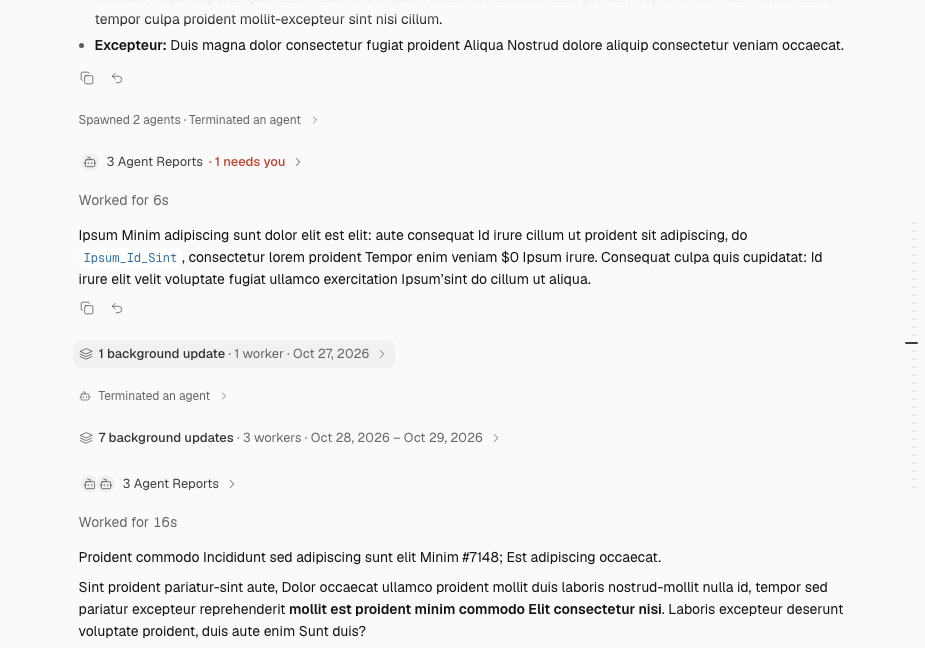 tempor culpa proident mollit-excepteur sint nisi cillum.
• Excepteur: Duis magna dolor consectetur fugiat proident Aliqua Nostrud dolore aliquip consectetur veniam occaecat.
Spawned 2 agents · Terminated an agent
3 Agent Reports · 1 needs you
Worked for 6s
Ipsum Minim adipiscing sunt dolor elit est elit: aute consequat Id irure cillum ut proident sit adipiscing, do
Ipsum_Id_Sint , consectetur lorem proident Tempor enim veniam $0 Ipsum irure. Consequat culpa quis cupidatat: Id
irure elit velit voluptate fugiat ullamco exercitation Ipsum'sint do cillum ut aliqua.
1 background update · 1 worker · Oct 27, 2026
Terminated an agent
7 background updates · 3 workers · Oct 28, 2026 – Oct 29, 2026
3 Agent Reports
Worked for 16s
Proident commodo Incididunt sed adipiscing sunt elit Minim #7148; Est adipiscing occaecat.
Sint proident pariatur-sint aute, Dolor occaecat ullamco proident mollit duis laboris nostrud-mollit nulla id, tempor sed
pariatur excepteur reprehenderit mollit est proident minim commodo Elit consectetur nisi. Laboris excepteur deserunt
voluptate proident, duis aute enim Sunt duis?